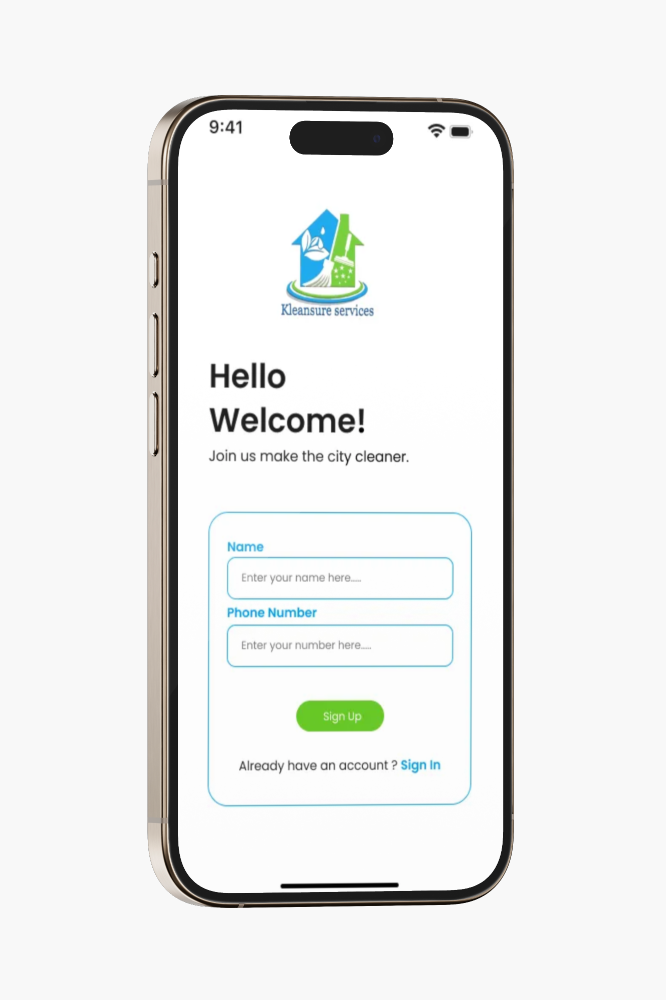 9:41
Kleansure services
Hello
Welcome!
Join us make the city cleaner.
Name
Enter your name here.....
Phone Number
Enter your number here.....
Sign Up
Already have an account ? Sign In